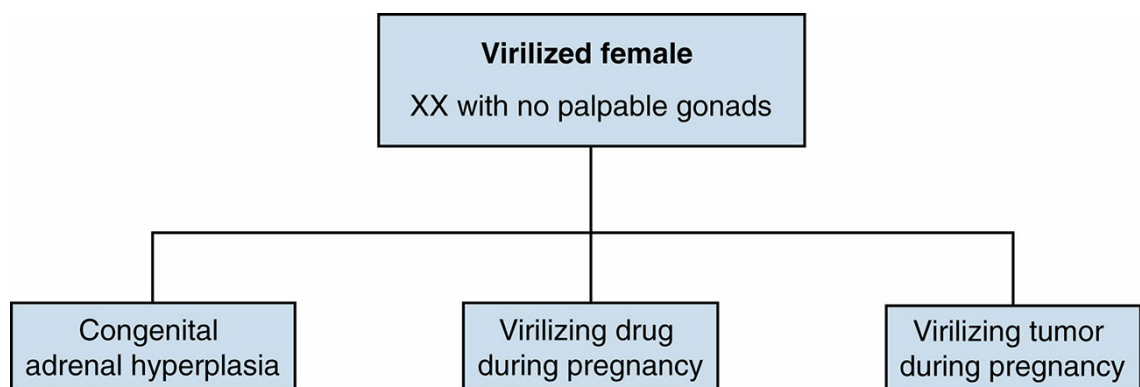 Virilized female
XX with no palpable gonads
Congenital
adrenal hyperplasia
Virilizing drug
during pregnancy
Virilizing tumor
during pregnancy